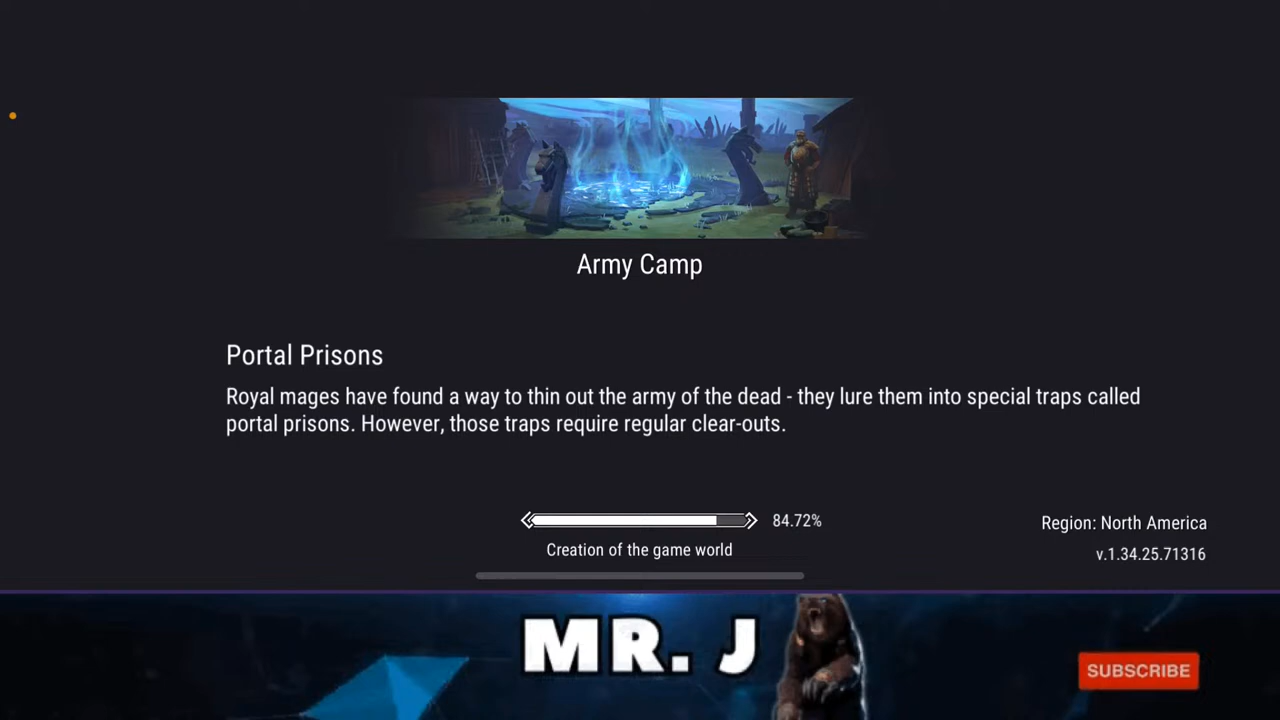 Army Camp
Portal Prisons
Royal mages have found a way to thin out the army of the dead - they lure them into special traps called
portal prisons. However, those traps require regular clear-outs.
84.72%
Creation of the game world
Region: North America
v.1.34.25.71316
MR. J
SUBSCRIBE